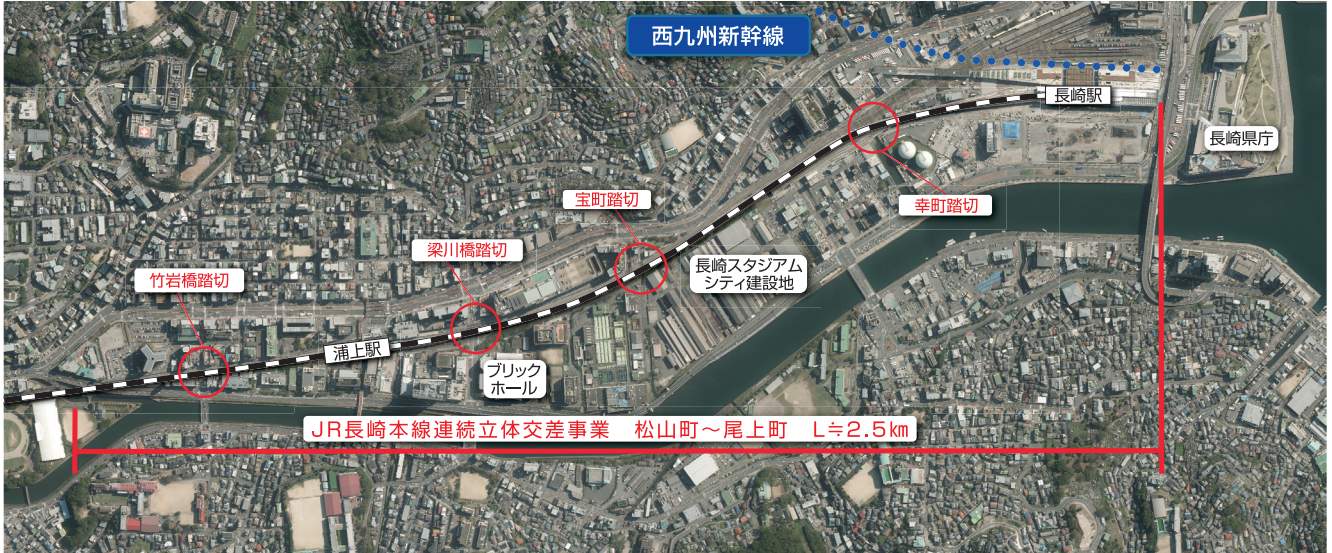 西九州新幹線
長崎駅
長崎県庁
幸町踏切
宝町踏切
梁川橋踏切
竹岩橋踏切
長崎スタジアム
シティ建設地
浦上駅
ブリック
ホール
JR長崎本線連続立体交差事業　松山町～尾上町　L≒2.5㎞